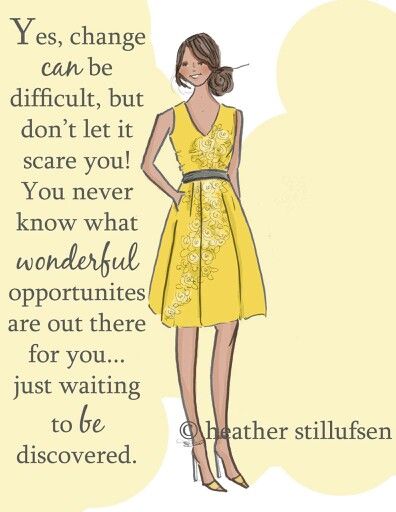 Yes, change
can be
difficult, but
don't let it
scare you!
You never
know what
wonderful
opportunites
are out there
for you...
just waiting
to be
discovered.
© heather stillufsen